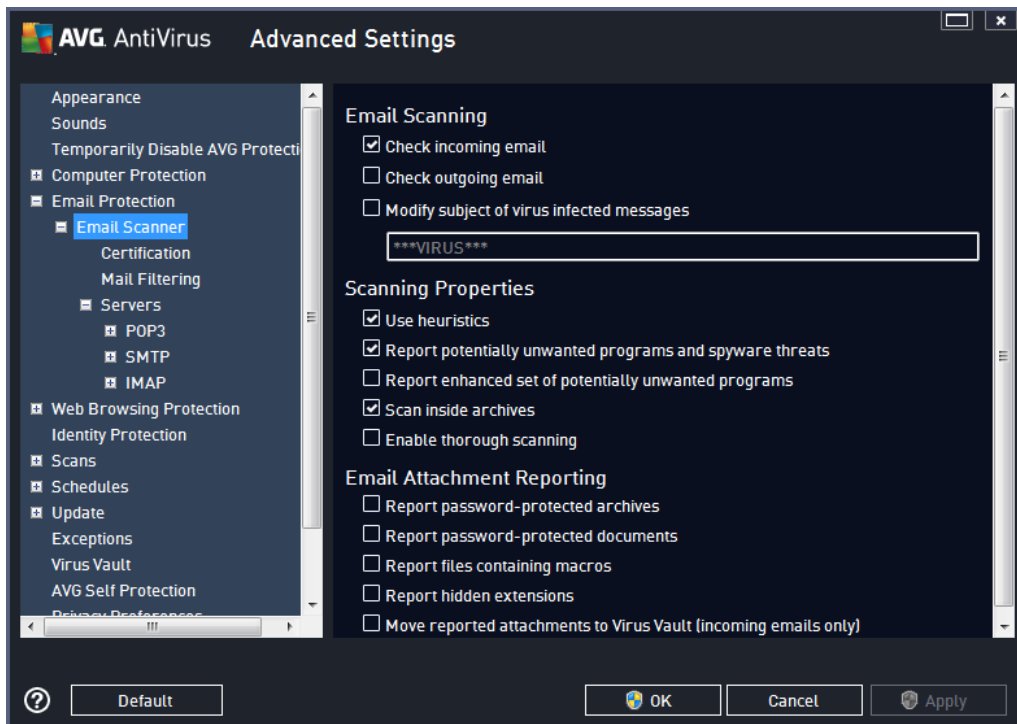 AVG. AntiVirus Advanced Settings
Appearance
Sounds
Temporarily Disable AVG Protecti
Computer Protection
Email Protection
Email Scanner
Certification
Mail Filtering
Servers
POP3
SMTP
IMAP
Web Browsing Protection
Identity Protection
Scans
Schedules
Update
Exceptions
Virus Vault
AVG Self Protection
Privacy Preferences
Email Scanning
Check incoming email
Check outgoing email
Modify subject of virus infected messages
***VIRUS***
Scanning Properties
Use heuristics
Report potentially unwanted programs and spyware threats
Report enhanced set of potentially unwanted programs
Scan inside archives
Enable thorough scanning
Email Attachment Reporting
Report password-protected archives
Report password-protected documents
Report files containing macros
Report hidden extensions
Move reported attachments to Virus Vault (incoming emails only)
? Default OK Cancel Apply